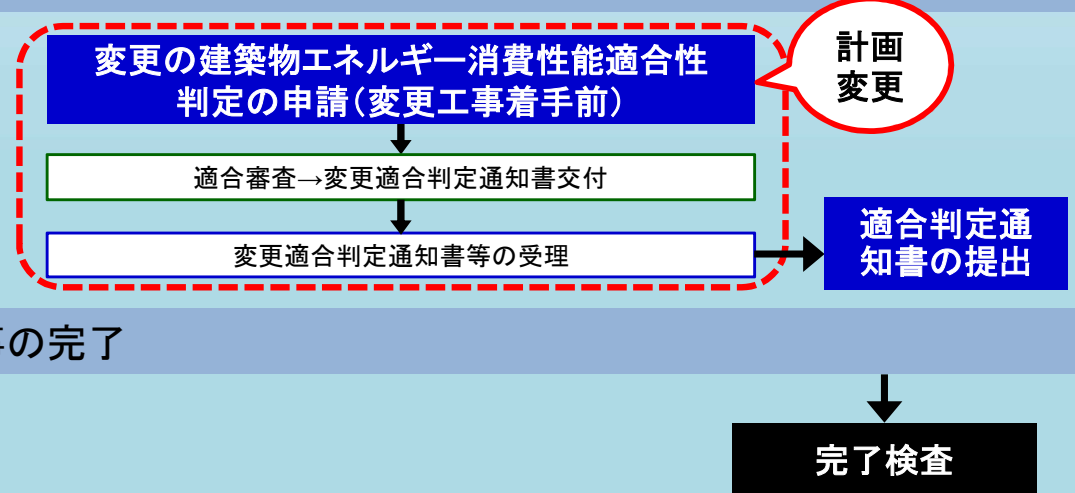 変更の建築物エネルギー消費性能適合性
判定の申請(変更工事着手前)
計画
変更
適合審査→変更適合判定通知書交付
変更適合判定通知書等の受理
適合判定通
知書の提出
の完了
完了検査